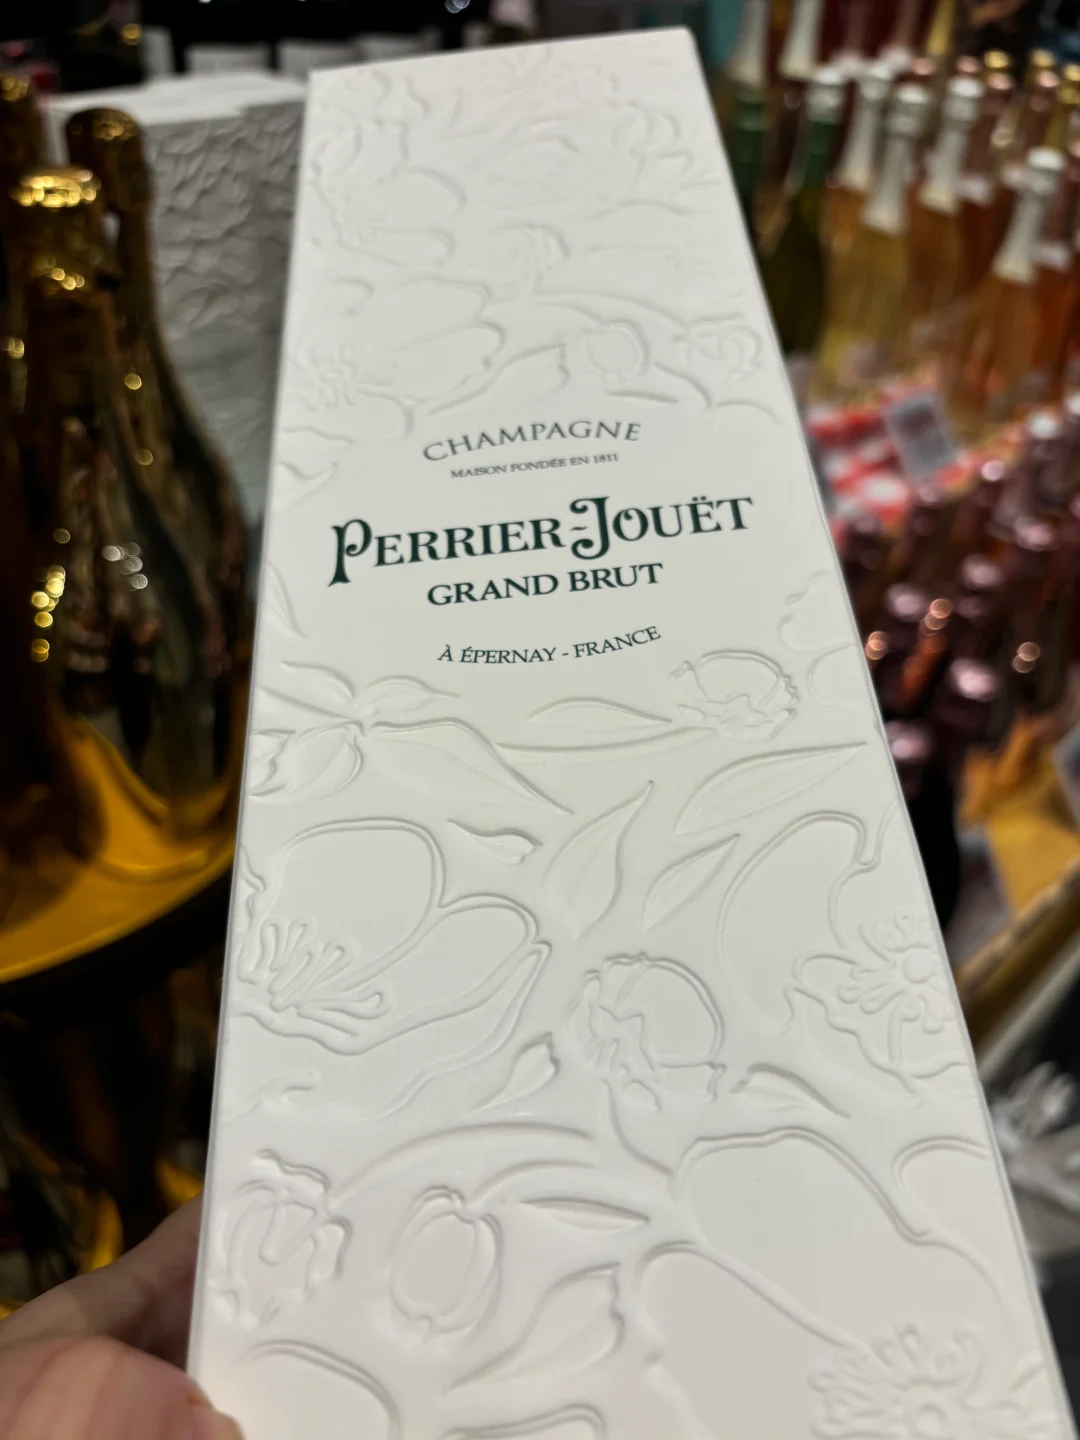 CHAMPAGNE
MAISON FONDÉE EN 1811
PERRIER-JOUËT
GRAND BRUT
À ÉPERNAY - FRANCE